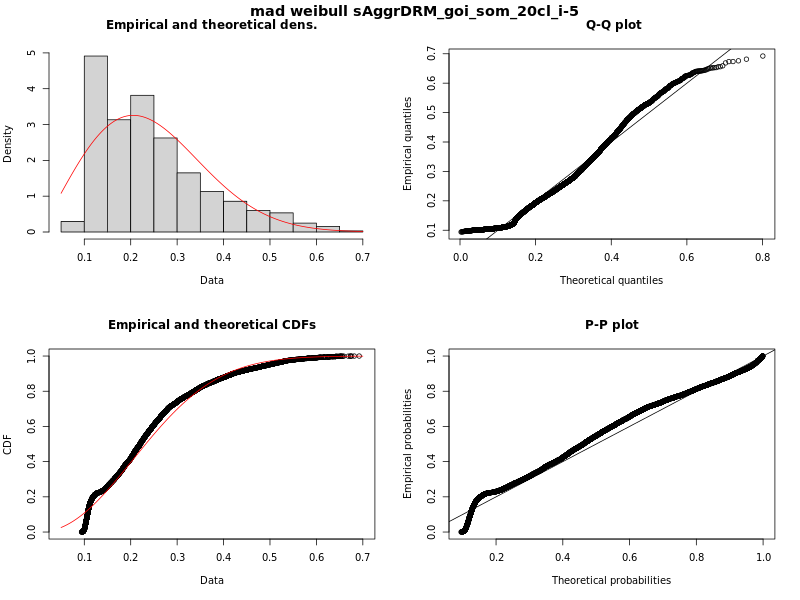 mad weibull sAggrDRM_goi_som_20cl_i-5
Empirical and theoretical dens.
Density
0 1 2 3 4 5
0.1 0.2 0.3 0.4 0.5 0.6 0.7
Data
Q-Q plot
Empirical quantiles
0.1 0.2 0.3 0.4 0.5 0.6 0.7
0.0 0.2 0.4 0.6 0.8
Theoretical quantiles
Empirical and theoretical CDFs
CDF
0.0 0.2 0.4 0.6 0.8 1.0
0.1 0.2 0.3 0.4 0.5 0.6 0.7
Data
P-P plot
Empirical probabilities
0.0 0.2 0.4 0.6 0.8 1.0
0.2 0.4 0.6 0.8 1.0
Theoretical probabilities